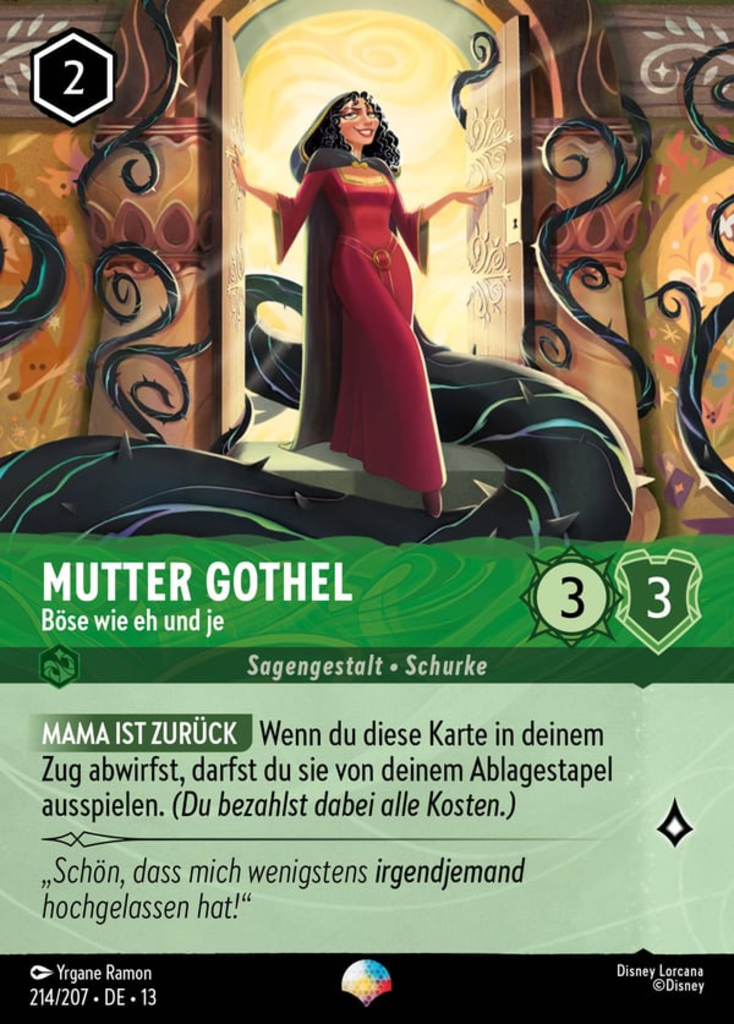 2
MUTTER GOTHEL
Böse wie eh und je
3
3
Sagengestalt • Schurke
MAMA IST ZURÜCK Wenn du diese Karte in deinem
Zug abwirfst, darfst du sie von deinem Ablagestapel
ausspielen. (Du bezahlst dabei alle Kosten.)
„Schön, dass mich wenigstens irgendjemand
hochgelassen hat!“
Yrgane Ramon
214/207 • DE • 13
Disney Lorcana
©Disney